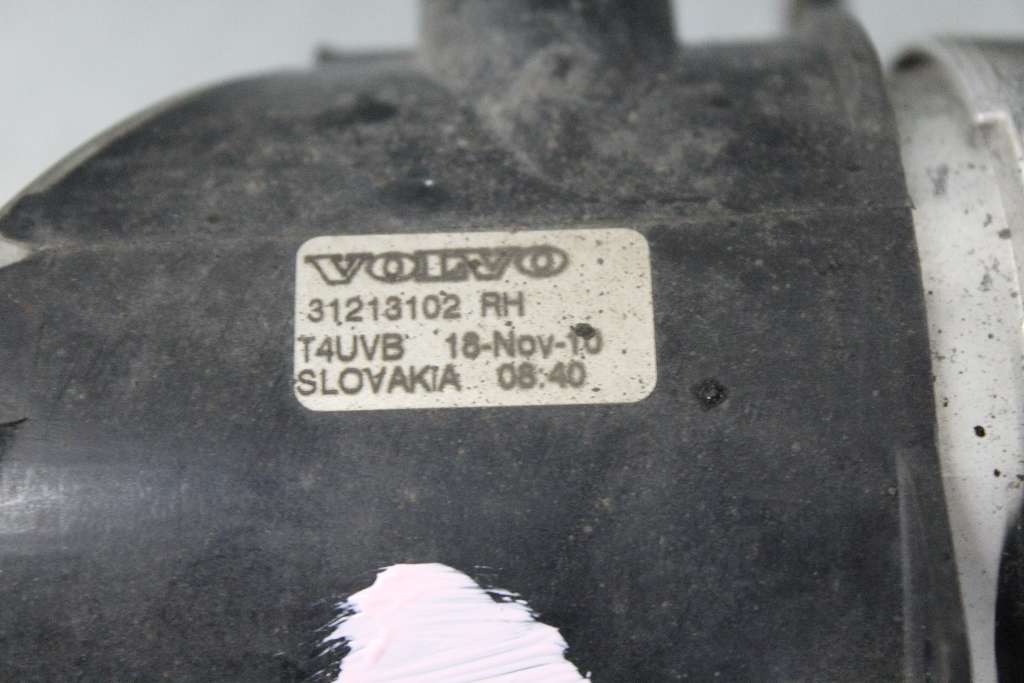 VOLVO
31213102 RH
T4UVB 18-Nov-10
SLOVAKIA 08:40